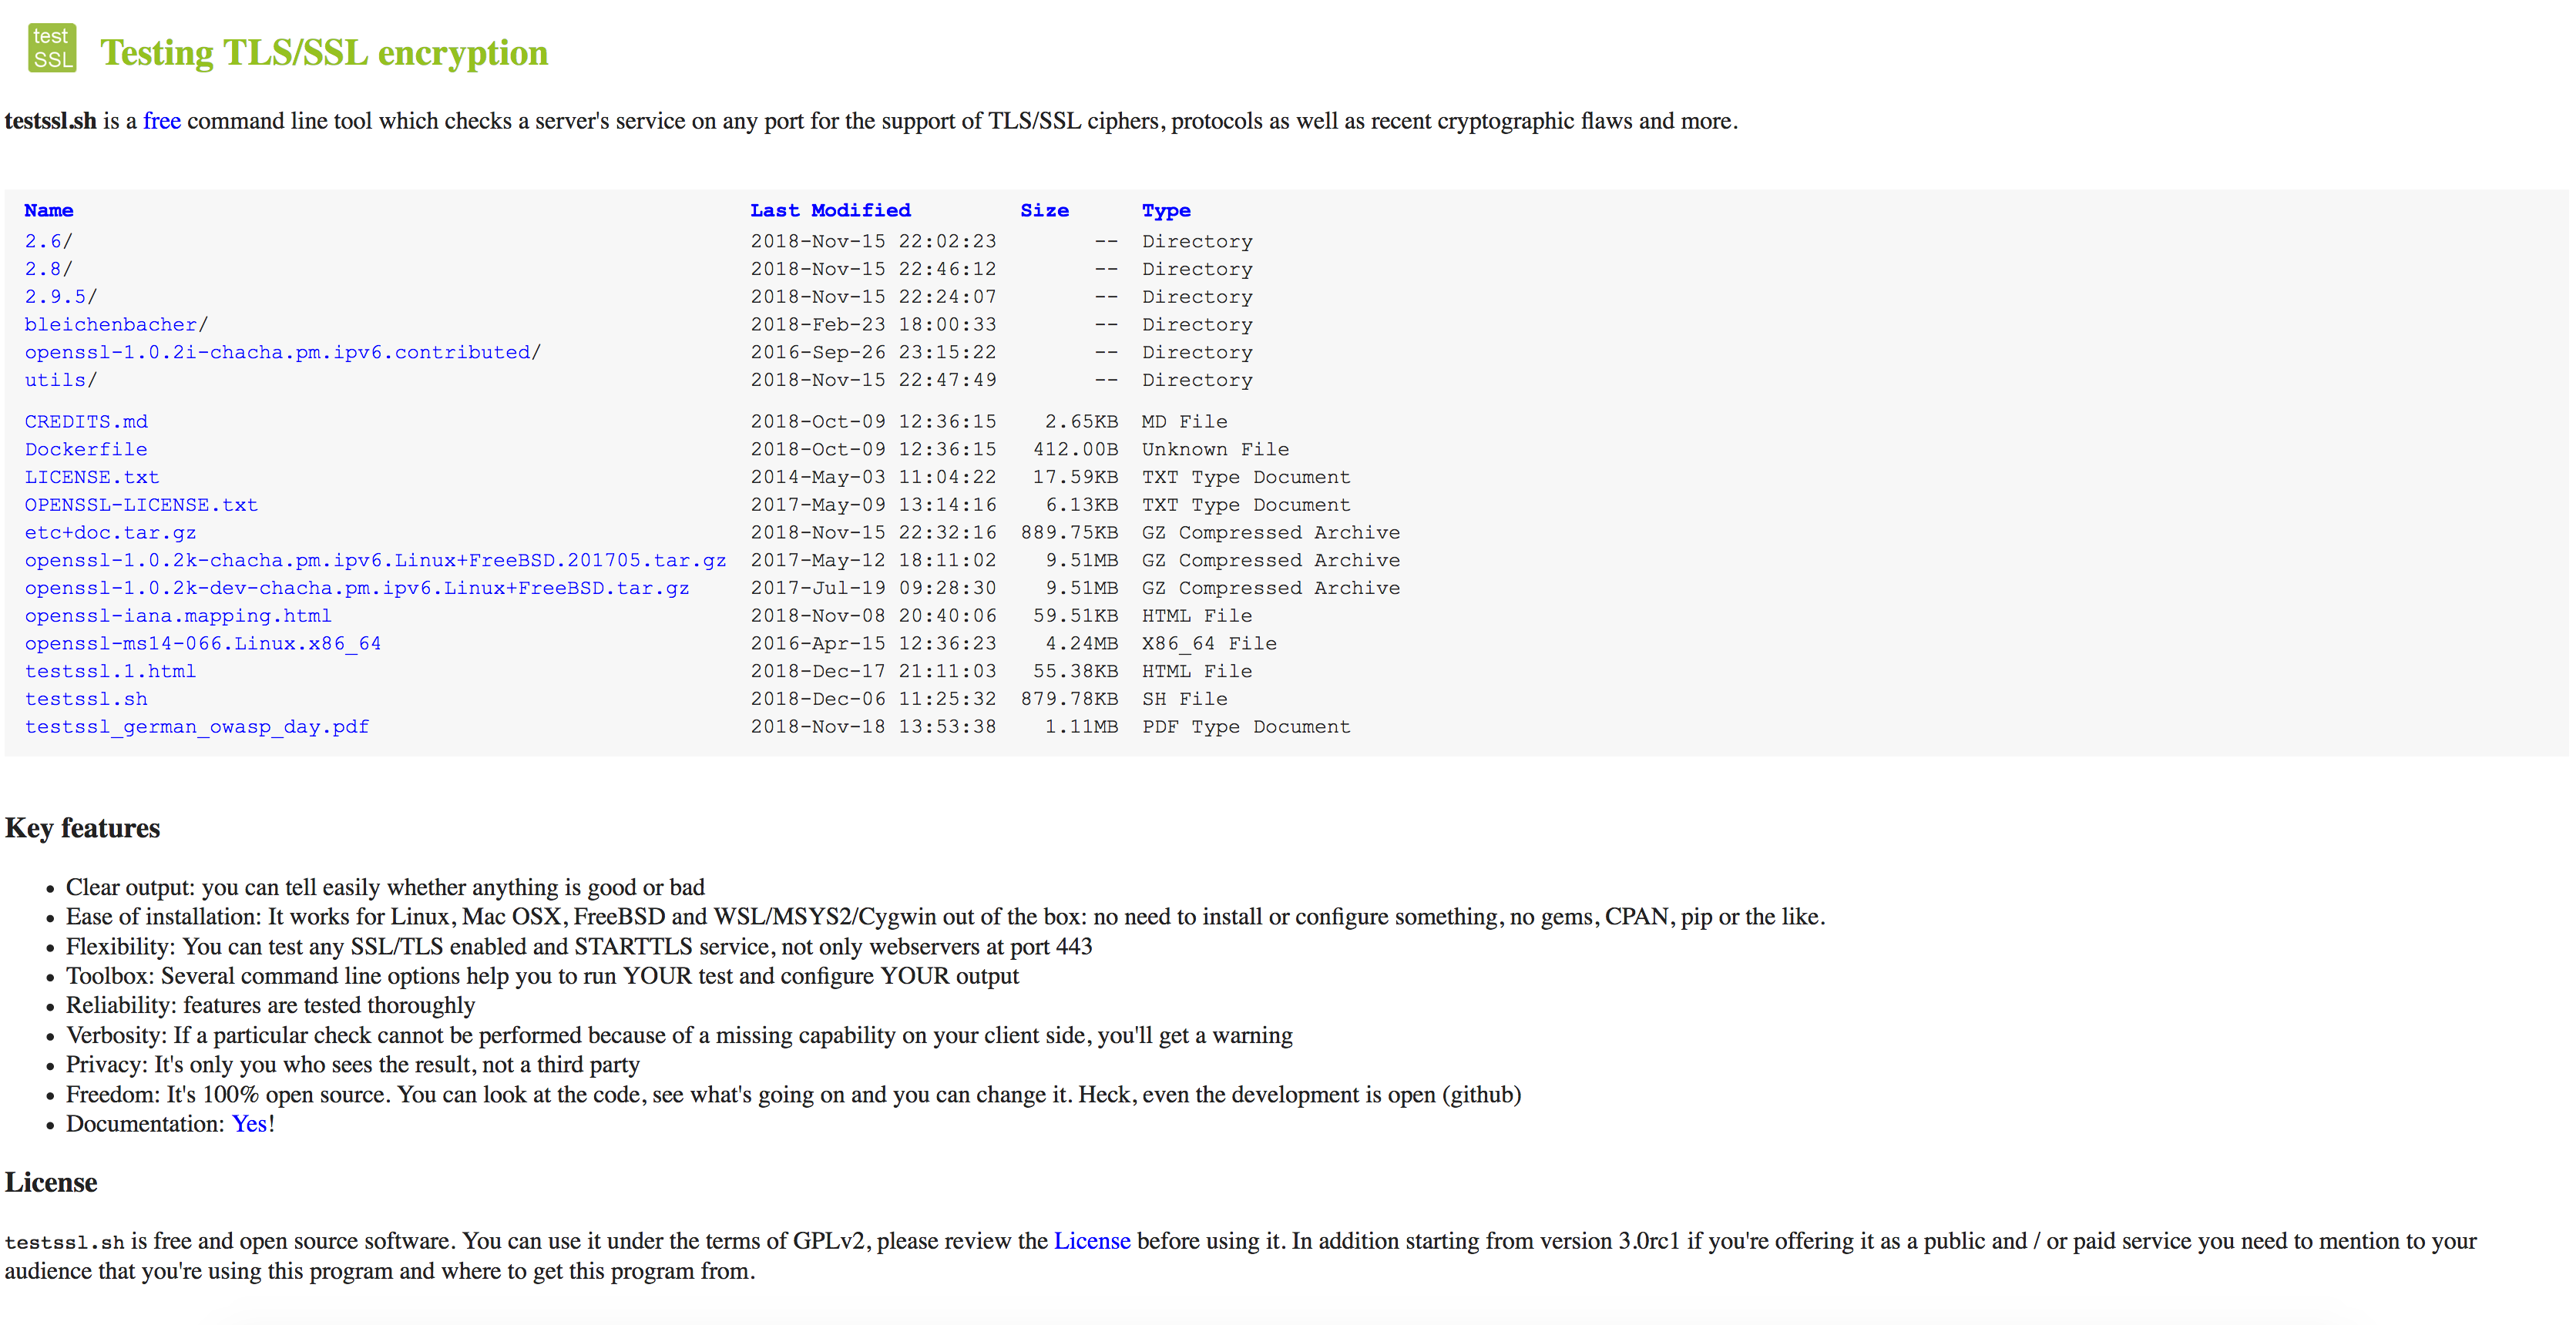 test
SSL
Testing TLS/SSL encryption
testssl.sh is a free command line tool which checks a server's service on any port for the support of TLS/SSL ciphers, protocols as well as recent cryptographic flaws and more.
Name Last Modified Size Type
2.6/ 2018-Nov-15 22:02:23 -- Directory
2.8/ 2018-Nov-15 22:46:12 -- Directory
2.9.5/ 2018-Nov-15 22:24:07 -- Directory
bleichenbacher/ 2018-Feb-23 18:00:33 -- Directory
openssl-1.0.2i-chacha.pm.ipv6.contributed/ 2016-Sep-26 23:15:22 -- Directory
utils/ 2018-Nov-15 22:47:49 -- Directory
CREDITS.md 2018-Oct-09 12:36:15 2.65KB MD File
Dockerfile 2018-Oct-09 12:36:15 412.00B Unknown File
LICENSE.txt 2014-May-03 11:04:22 17.59KB TXT Type Document
OPENSSL-LICENSE.txt 2017-May-09 13:14:16 6.13KB TXT Type Document
etc+doc.tar.gz 2018-Nov-15 22:32:16 889.75KB GZ Compressed Archive
openssl-1.0.2k-chacha.pm.ipv6.Linux+FreeBSD.201705.tar.gz 2017-May-12 18:11:02 9.51MB GZ Compressed Archive
openssl-1.0.2k-dev-chacha.pm.ipv6.Linux+FreeBSD.tar.gz 2017-Jul-19 09:28:30 9.51MB GZ Compressed Archive
openssl-iana.mapping.html 2018-Nov-08 20:40:06 59.51KB HTML File
openssl-ms14-066.Linux.x86_64 2016-Apr-15 12:36:23 4.24MB X86_64 File
testssl.1.html 2018-Dec-17 21:11:03 55.38KB HTML File
testssl.sh 2018-Dec-06 11:25:32 879.78KB SH File
testssl_german_owasp_day.pdf 2018-Nov-18 13:53:38 1.11MB PDF Type Document
Key features
• Clear output: you can tell easily whether anything is good or bad
• Ease of installation: It works for Linux, Mac OSX, FreeBSD and WSL/MSYS2/Cygwin out of the box: no need to install or configure something, no gems, CPAN, pip or the like.
• Flexibility: You can test any SSL/TLS enabled and STARTTLS service, not only webservers at port 443
• Toolbox: Several command line options help you to run YOUR test and configure YOUR output
• Reliability: features are tested thoroughly
• Verbosity: If a particular check cannot be performed because of a missing capability on your client side, you'll get a warning
• Privacy: It's only you who sees the result, not a third party
• Freedom: It's 100% open source. You can look at the code, see what's going on and you can change it. Heck, even the development is open (github)
• Documentation: Yes!
License
testssl.sh is free and open source software. You can use it under the terms of GPLv2, please review the License before using it. In addition starting from version 3.0rc1 if you're offering it as a public and / or paid service you need to mention to your
audience that you're using this program and where to get this program from.